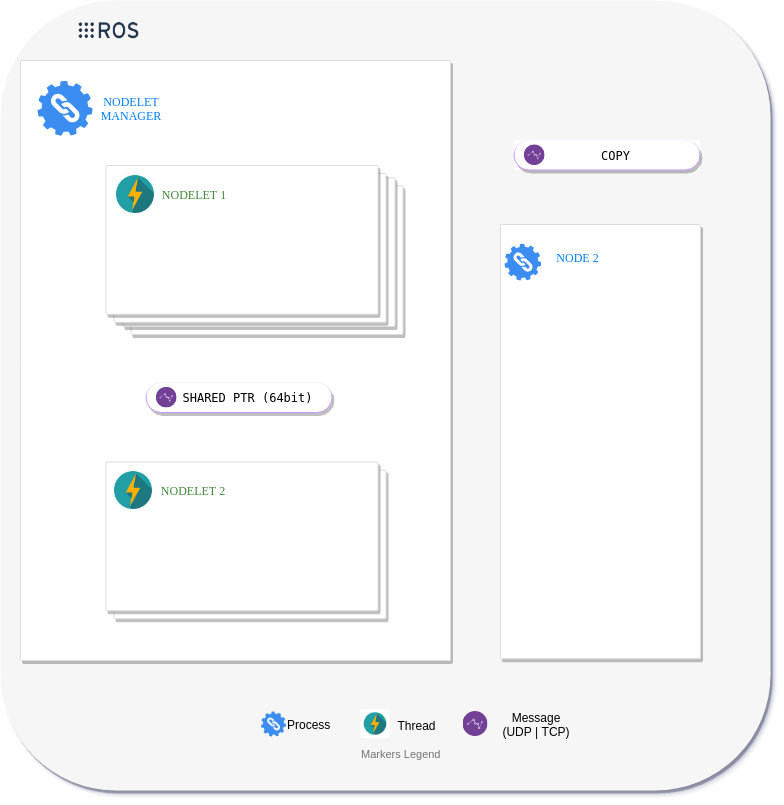 ROS
NODELET
MANAGER
NODELET 1
COPY
NODE 2
SHARED PTR (64bit)
NODELET 2
Process
Thread
Message
(UDP | TCP)
Markers Legend